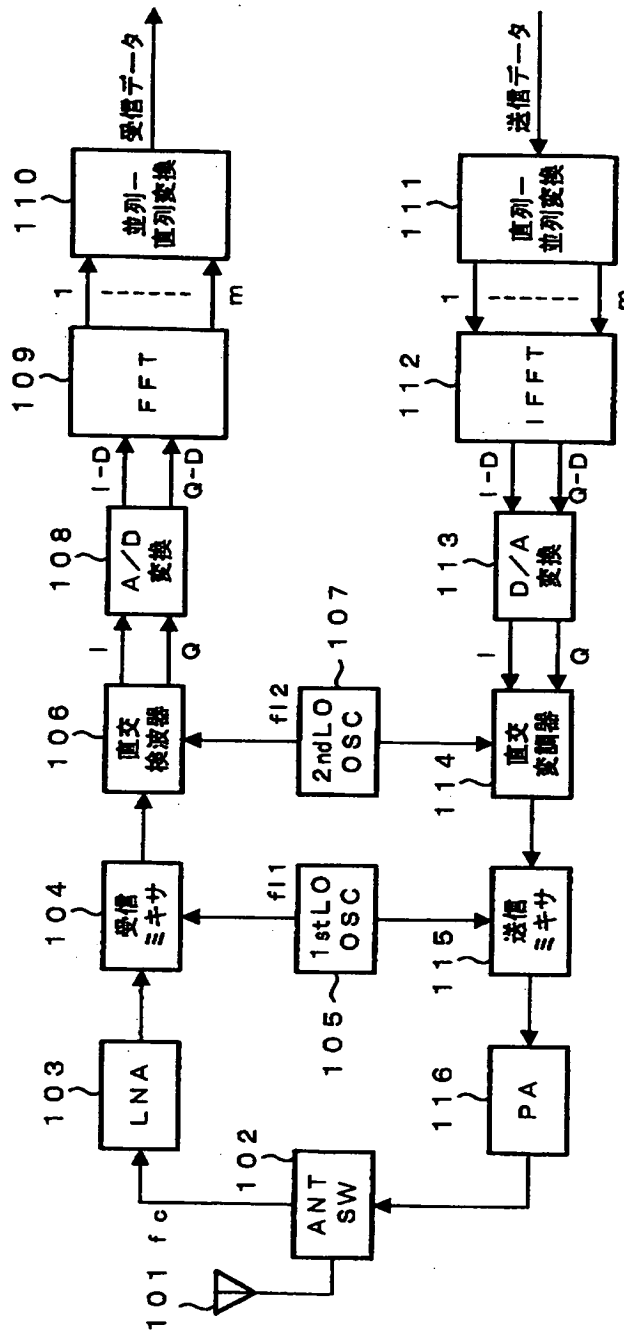 101
fc
102
ANT
SW
103
LNA
104
受信
ミキサ
105
1stLO
OSC
fl1
106
直交
検波器
107
2ndLO
OSC
fl2
I
Q
108
A/D
変換
I-D
Q-D
109
FFT
1
m
110
並列ー
直列変換
受信データ
送信データ
111
直列ー
並列変換
1
m
112
IFFT
I-D
Q-D
113
D/A
変換
I
Q
114
直交
変調器
115
送信
ミキサ
116
PA